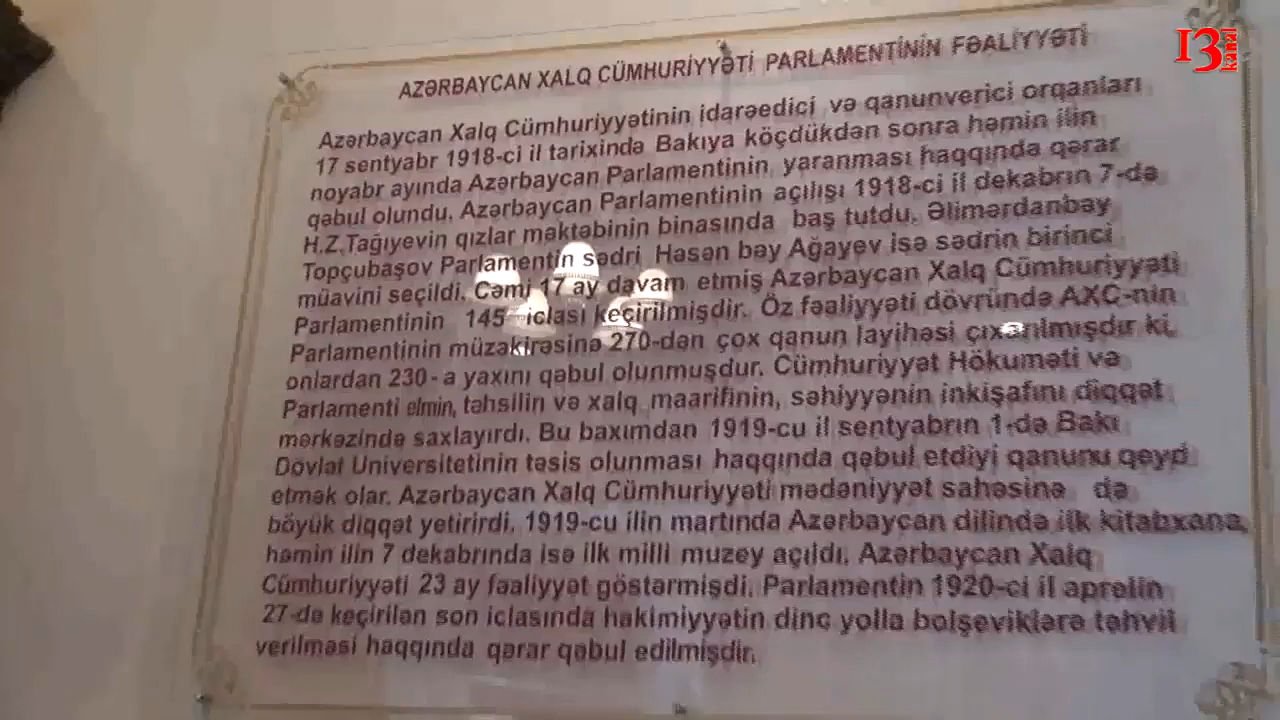 13
kanal
AZƏRBAYCAN XALQ CÜMHURİYYƏTİ PARLAMENTİNİN FƏALİYYƏTİ
Azərbaycan Xalq Cümhuriyyətinin idarəedici və qanunverici orqanları
17 sentyabr 1918-ci il tarixində Bakıya köçdükdən sonra həmin ilin
noyabr ayında Azərbaycan Parlamentinin yaranması haqqında qərar
qəbul olundu. Azərbaycan Parlamentinin açılışı 1918-ci il dekabrın 7-də
H.Z.Tağıyevin qızlar məktəbinin binasında baş tutdu. Əlimərdanbəy
Topçubaşov Parlamentin sədri Həsən bəy Ağayev isə sədrin birinci
müavini seçildi. Cəmi 17 ay davam etmiş Azərbaycan Xalq Cümhuriyyəti
Parlamentinin 145 iclası keçirilmişdir. Öz fəaliyyəti dövründə AXC-nin
Parlamentinin müzakirəsinə 270-dən çox qanun layihəsi çıxarılmışdır ki,
onlardan 230-a yaxını qəbul olunmuşdur. Cümhuriyyət Hökuməti və
Parlamenti elmin, təhsilin və xalq maarifinin, səhiyyənin inkişafını diqqət
mərkəzində saxlayırdı. Bu baxımdan 1919-cu il sentyabrın 1-də Bakı
Dövlət Universitetinin təsis olunması haqqında qəbul etdiyi qanunu qeyd
etmək olar. Azərbaycan Xalq Cümhuriyyəti mədəniyyət sahəsinə də
böyük diqqət yetirirdi. 1919-cu ilin martında Azərbaycan dilində ilk kitabxana,
həmin ilin 7 dekabrında isə ilk milli muzey açıldı. Azərbaycan Xalq
Cümhuriyyəti 23 ay fəaliyyət göstərmişdi. Parlamentin 1920-ci il aprelin
27-də keçirilən son iclasında hakimiyyətin dinc yolla bolşeviklərə təhvil
verilməsi haqqında qərar qəbul edilmişdir.